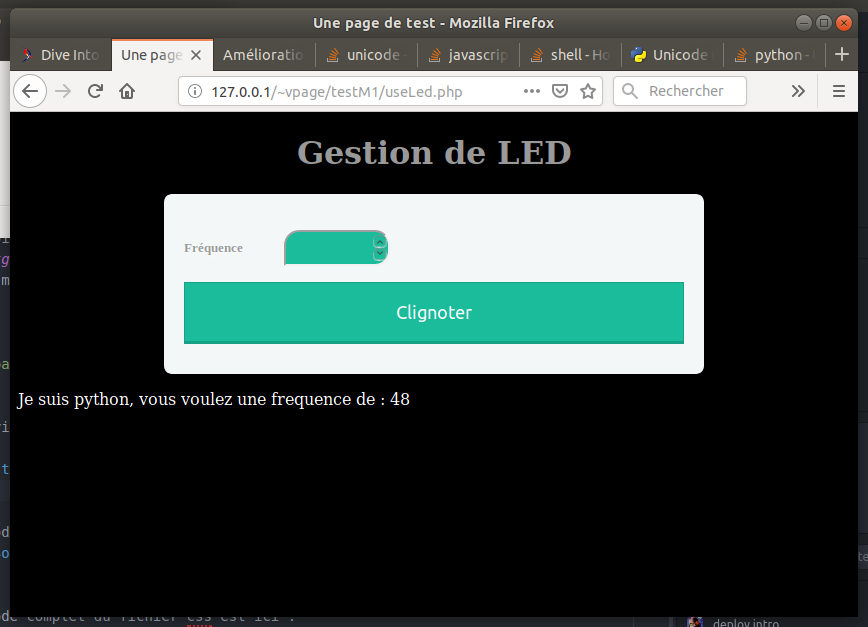 Une page de test - Mozilla Firefox
Dive Into
Une page
Amélioratio
unicode -
javascrip
shell - Ho
Unicode
python -
127.0.0.1/~vpage/testM1/useLed.php
Rechercher
Gestion de LED
Fréquence
Clignoter
Je suis python, vous voulez une frequence de : 48
complet du fichier css est ici :
deploy intro